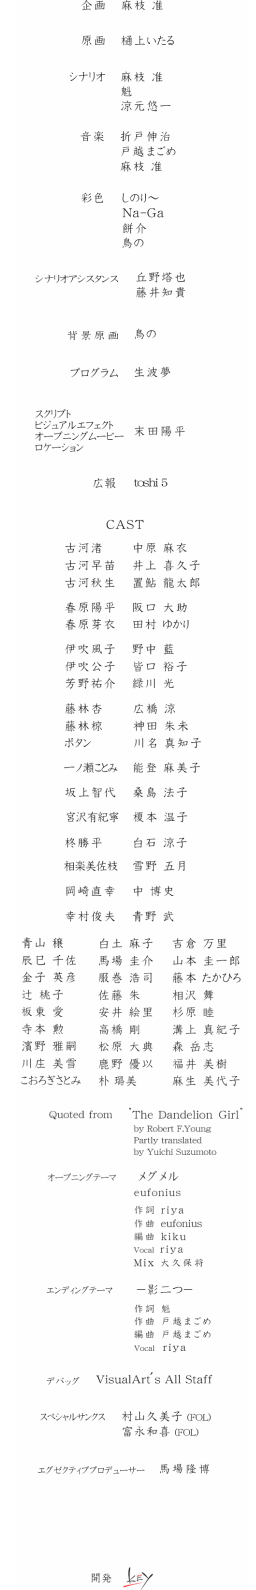 企画 麻枝 准
原画 樋上いたる
シナリオ 麻枝 准
魁
涼元悠一
音楽 折戸伸治
戸越まごめ
麻枝 准
彩色 しのり～
Na-Ga
餅介
鳥の
シナリオアシスタンス 丘野塔也
藤井知貴
背景原画 鳥の
プログラム 生波夢
スクリプト
ビジュアルエフェクト
オープニングムービー
ロケーション
末田陽平
広報 toshi5
CAST
古河渚 中原 麻衣
古河早苗 井上 喜久子
古河秋生 置鮎 龍太郎
春原陽平 阪口 大助
春原芽衣 田村 ゆかり
伊吹風子 野中 藍
伊吹公子 皆口 裕子
芳野祐介 緑川 光
藤林杏 広橋 涼
藤林椋 神田 朱未
ボタン 川名 真知子
一ノ瀬ことみ 能登 麻美子
坂上智代 桑島 法子
宮沢有紀寧 榎本 温子
柊勝平 白石 涼子
相楽美佐枝 雪野 五月
岡崎直幸 中 博史
幸村俊夫 青野 武
青山 穣 白土 麻子 吉倉 万里
辰巳 千佐 馬場 圭介 山本 圭一郎
金子 英彦 服巻 浩司 藤本 たかひろ
辻 桃子 佐藤 朱 相沢 舞
板東 愛 安井 絵里 杉原 睦
寺本 勲 高橋 剛 溝上 真紀子
濱野 雅嗣 松原 大典 森 岳志
川庄 美雪 鹿野 優以 福井 美樹
こおろぎさとみ 朴 璐美 麻生 美代子
Quoted from "The Dandelion Girl"
by Robert F.Young
Partly translated
by Yuichi Suzumoto
オープニングテーマ メグメル
eufonius
作詞 riya
作曲 eufonius
編曲 kiku
Vocal riya
Mix 大久保将
エンディングテーマ －影二つ－
作詞 魁
作曲 戸越まごめ
編曲 戸越まごめ
Vocal riya
デバッグ VisualArt's All Staff
スペシャルサンクス 村山久美子 (FOL)
富永和喜 (FOL)
エグゼクティブプロデューサー 馬場隆博
開発 KEY